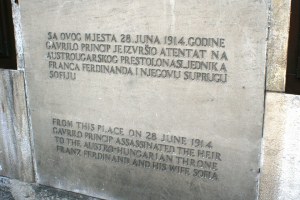 SA OVOG MJESTA 28. JUNA 1914. GODINE
GAVRILO PRINCIP JE IZVRŠIO ATENTAT NA
AUSTROUGARSKOG PRESTOLONASLJEDNIKA
FRANCA FERDINANDA I NJEGOVU SUPRUGU
SOFIJU
FROM THIS PLACE ON 28 JUNE 1914
GAVRILO PRINCIP ASSASSINATED THE HEIR
TO THE AUSTRO-HUNGARIAN THRONE
FRANZ FERDINAND AND HIS WIFE SOFIA